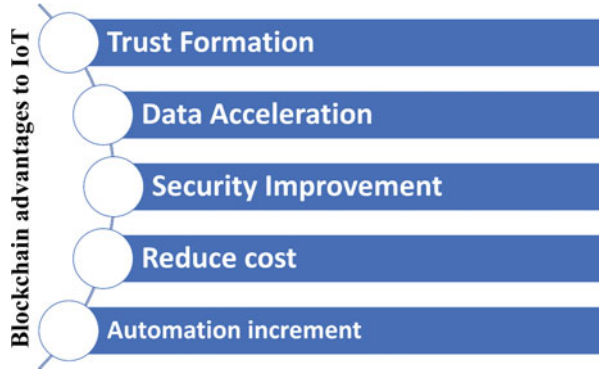 Blockchain advantages to IoT
Trust Formation
Data Acceleration
Security Improvement
Reduce cost
Automation increment